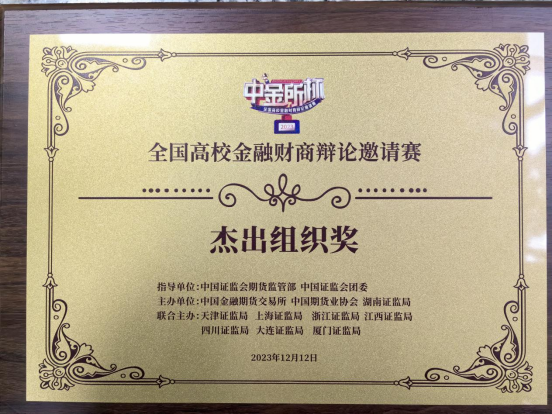 中金所杯
全国高校金融财商辩论邀请赛
杰出组织奖
指导单位:中国证监会期货监管部 中国证监会团委
主办单位:中国金融期货交易所 中国期货业协会 湖南证监局
联合主办:天津证监局 上海证监局 浙江证监局 江西证监局
四川证监局 大连证监局 厦门证监局
2023年12月12日